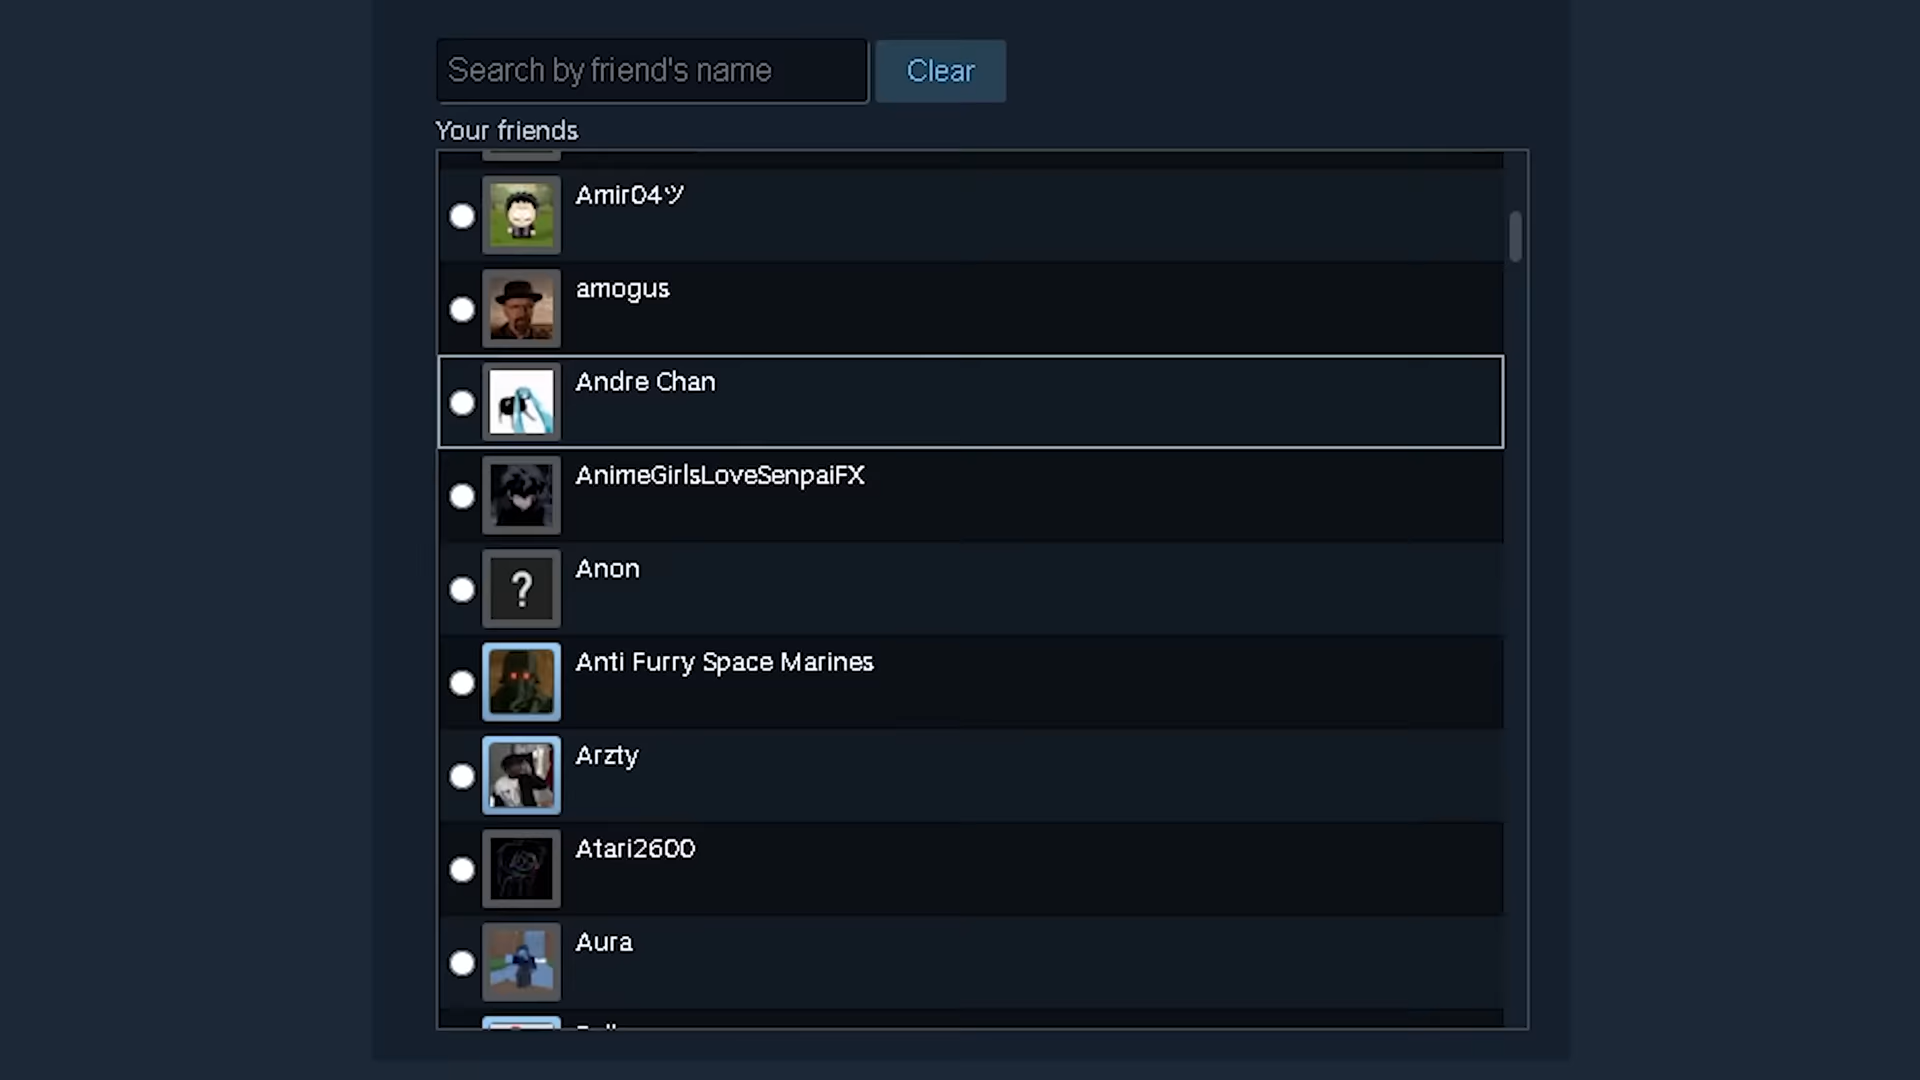 Search by friend's name
Clear
Your friends
Amir04ツ
amogus
Andre Chan
AnimeGirlsLoveSenpaiFX
Anon
?
Anti Furry Space Marines
Arzty
Atari2600
Aura